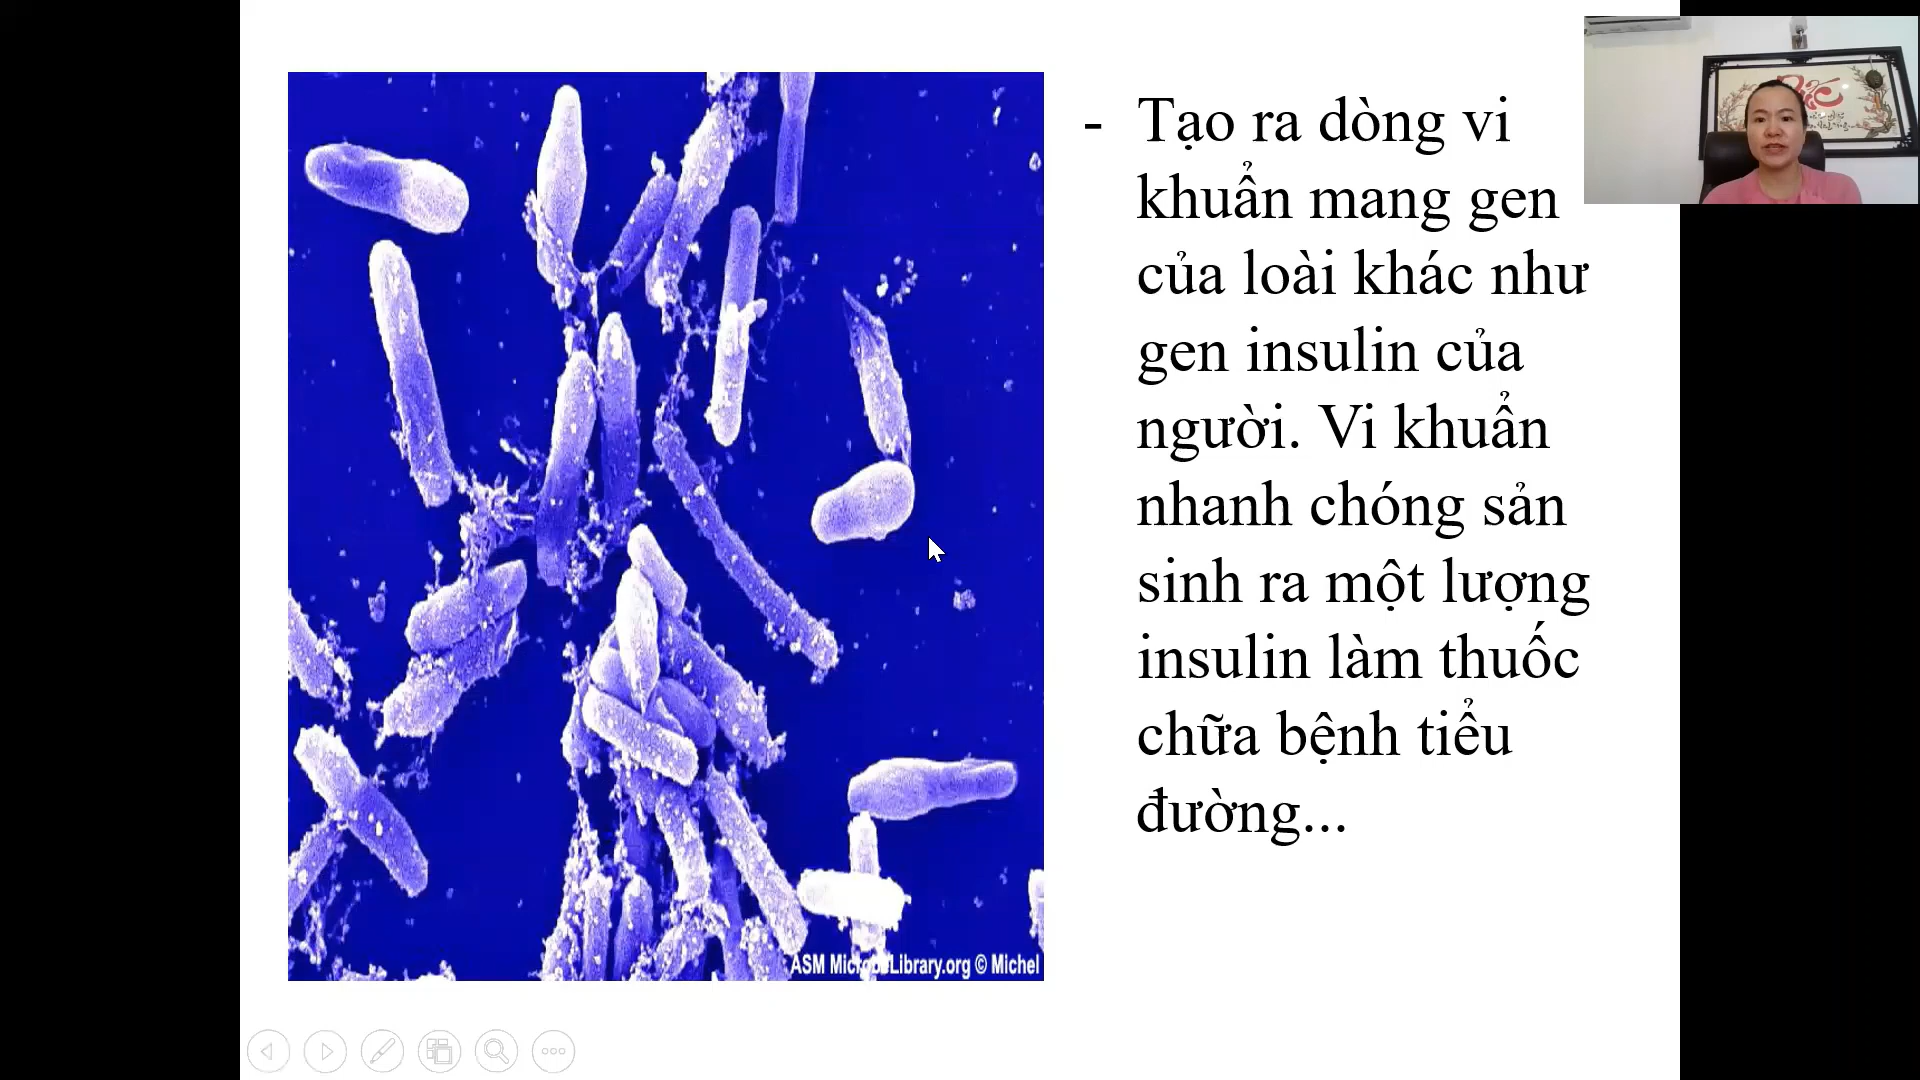 - Tạo ra dòng vi
khuẩn mang gen
của loài khác như
gen insulin của
người. Vi khuẩn
nhanh chóng sản
sinh ra một lượng
insulin làm thuốc
chữa bệnh tiểu
đường...
ASM MicrobeLibrary.org © Michel